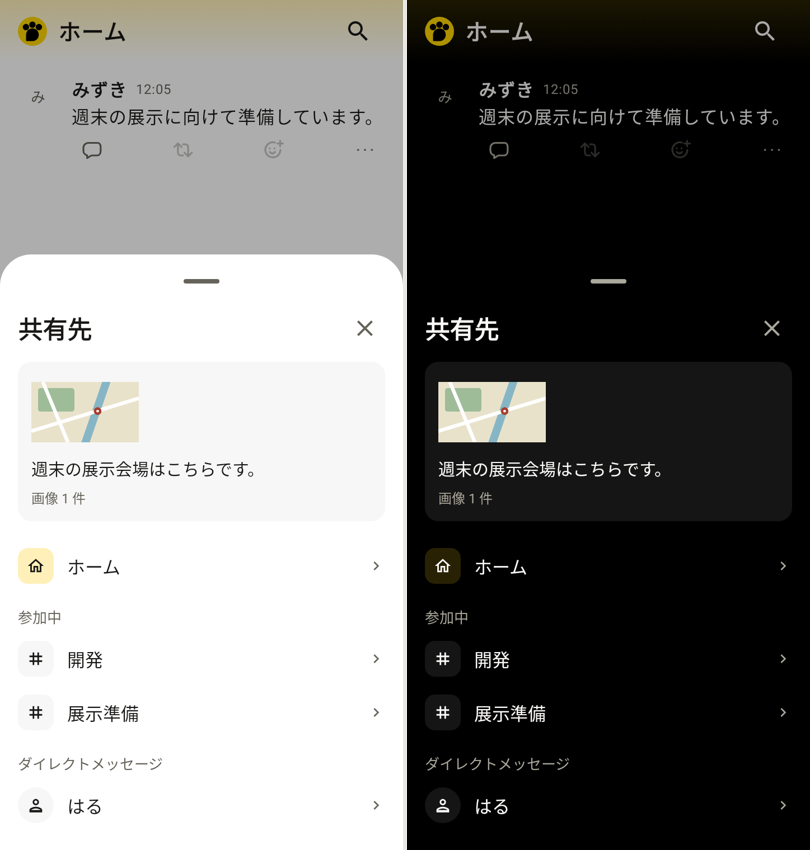 ホーム
みずき 12:05
み
週末の展示に向けて準備しています。
共有先
週末の展示会場はこちらです。
画像 1 件
ホーム
参加中
開発
展示準備
ダイレクトメッセージ
はる
ホーム
みずき 12:05
み
週末の展示に向けて準備しています。
共有先
週末の展示会場はこちらです。
画像 1 件
ホーム
参加中
開発
展示準備
ダイレクトメッセージ
はる